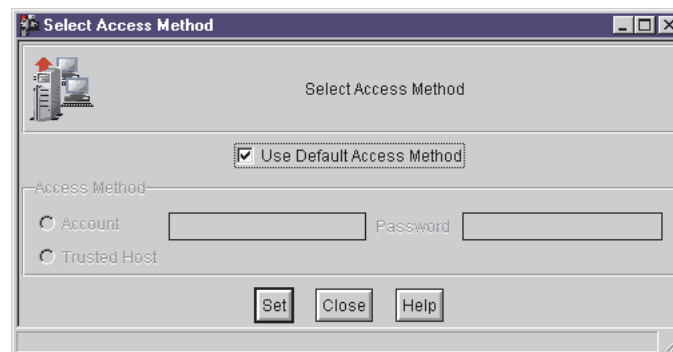 Select Access Method
Select Access Method
Use Default Access Method
Access Method
Account
Password
Trusted Host
Set Close Help